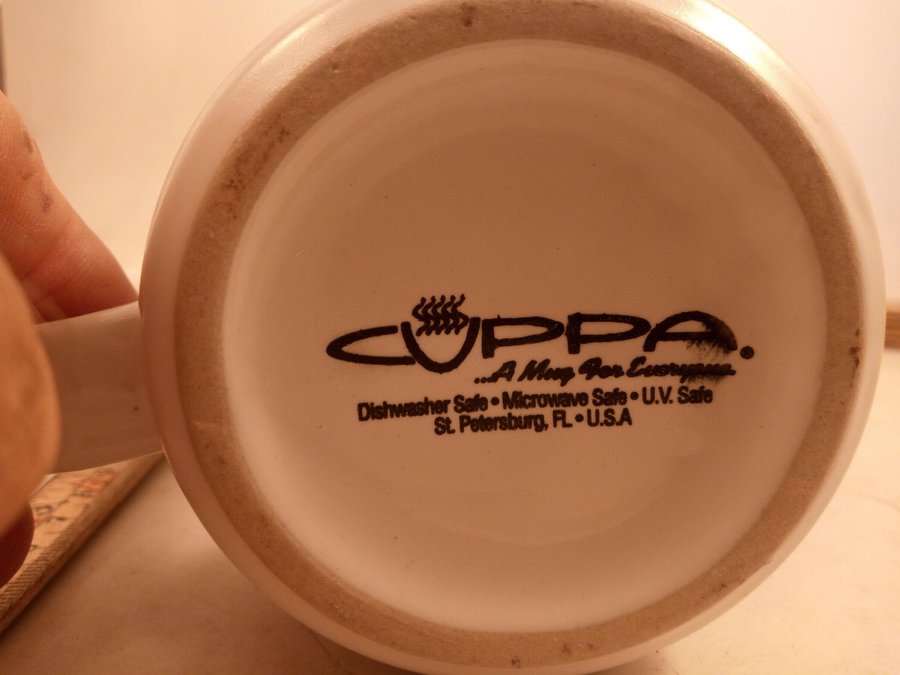 CUPPA®
...A Mug For Everyone.
Dishwasher Safe • Microwave Safe • U.V. Safe
St. Petersburg, FL • U.S.A